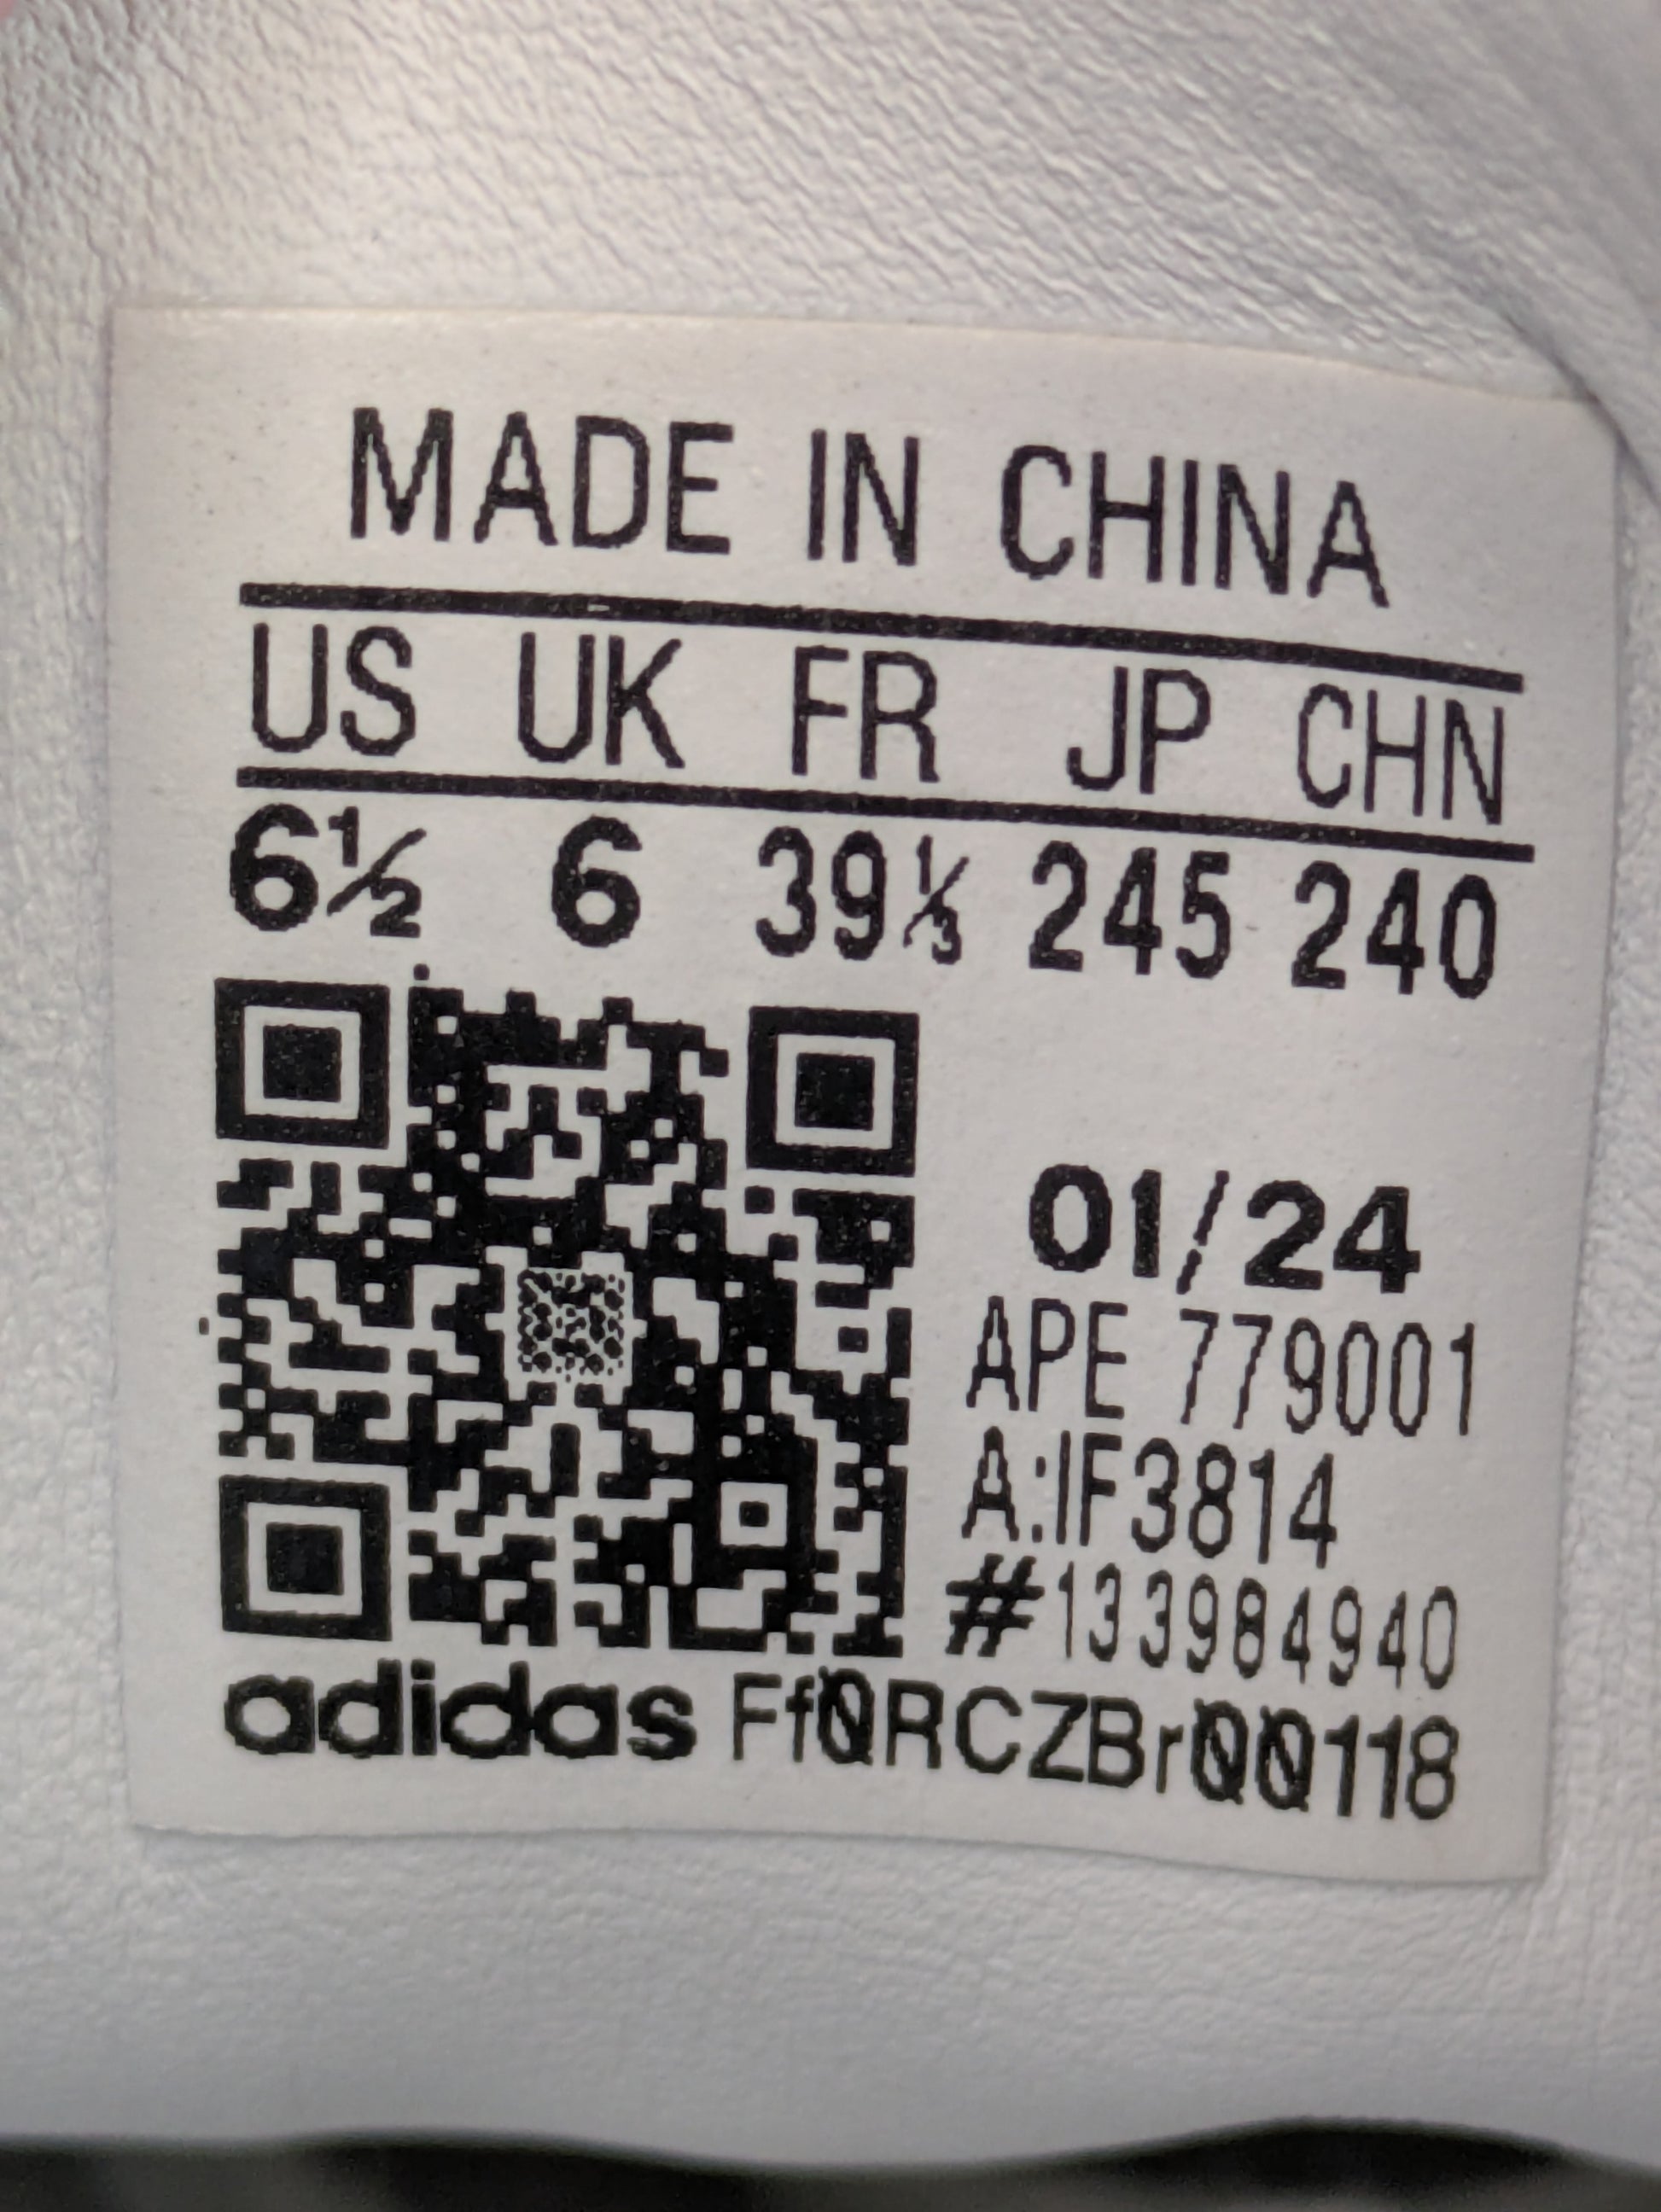 MADE IN CHINA
US UK FR JP CHN
6½ 6 39⅓ 245 240
01/24
APE 779001
A:IF3814
#133984940
adidas Ff0RCZBr00118